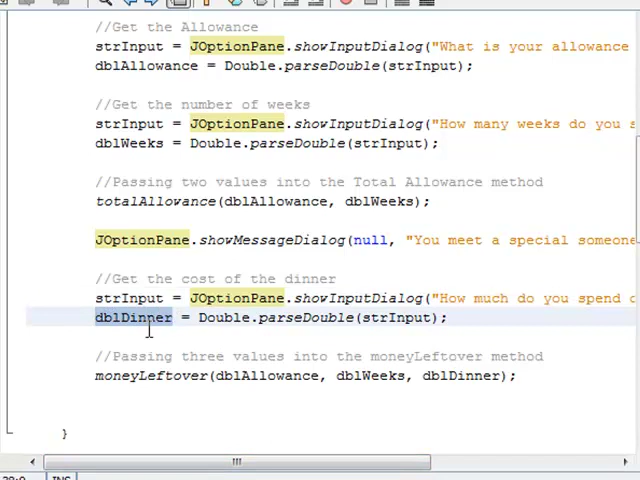 //Get the Allowance
strInput = JOptionPane.showInputDialog("What is your allowance
dblAllowance = Double.parseDouble(strInput);
//Get the number of weeks
strInput = JOptionPane.showInputDialog("How many weeks do you s
dblWeeks = Double.parseDouble(strInput);
//Passing two values into the Total Allowance method
totalAllowance(dblAllowance, dblWeeks);
JOptionPane.showMessageDialog(null, "You meet a special someone
//Get the cost of the dinner
strInput = JOptionPane.showInputDialog("How much do you spend o
dblDinner = Double.parseDouble(strInput);
//Passing three values into the moneyLeftover method
moneyLeftover(dblAllowance, dblWeeks, dblDinner);
}